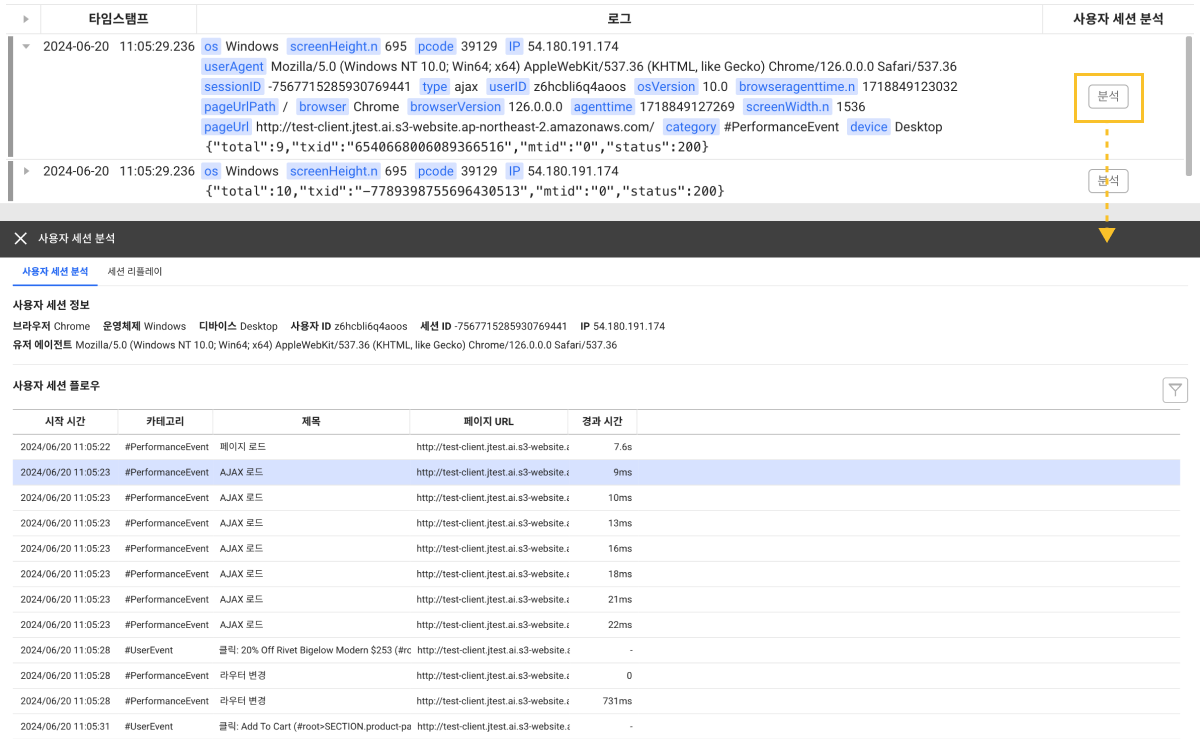 타임스탬프 로그 사용자 세션 분석
2024-06-20 11:05:29.236 os Windows screenHeight.n 695 pcode 39129 IP 54.180.191.174
userAgent Mozilla/5.0 (Windows NT 10.0; Win64; x64) AppleWebKit/537.36 (KHTML, like Gecko) Chrome/126.0.0.0 Safari/537.36
sessionID -7567715285930769441 type ajax userID z6hcbli6q4aoos osVersion 10.0 browseragenttime.n 1718849123032
분석
pageUrlPath / browser Chrome browserVersion 126.0.0.0 agenttime 1718849127269 screenWidth.n 1536
pageUrl http://test-client.jtest.ai.s3-website.ap-northeast-2.amazonaws.com/ category #PerformanceEvent device Desktop
{"total":9,"txid":"6540668006089366516","mtid":"0","status":200}
2024-06-20 11:05:29.236 os Windows screenHeight.n 695 pcode 39129 IP 54.180.191.174
분석
{"total":10,"txid":"-7789398755696430513","mtid":"0","status":200}
사용자 세션 분석
사용자 세션 분석 세션 리플레이
사용자 세션 정보
브라우저 Chrome 운영체제 Windows 디바이스 Desktop 사용자 ID z6hcbli6q4aoos 세션 ID -7567715285930769441 IP 54.180.191.174
유저 에이전트 Mozilla/5.0 (Windows NT 10.0; Win64; x64) AppleWebKit/537.36 (KHTML, like Gecko) Chrome/126.0.0.0 Safari/537.36
사용자 세션 플로우
시작 시간 카테고리 제목 페이지 URL 경과 시간
2024/06/20 11:05:22 #PerformanceEvent 페이지 로드 http://test-client.jtest.ai.s3-website.a 7.6s
2024/06/20 11:05:23 #PerformanceEvent AJAX 로드 http://test-client.jtest.ai.s3-website.a 9ms
2024/06/20 11:05:23 #PerformanceEvent AJAX 로드 http://test-client.jtest.ai.s3-website.a 10ms
2024/06/20 11:05:23 #PerformanceEvent AJAX 로드 http://test-client.jtest.ai.s3-website.a 13ms
2024/06/20 11:05:23 #PerformanceEvent AJAX 로드 http://test-client.jtest.ai.s3-website.a 16ms
2024/06/20 11:05:23 #PerformanceEvent AJAX 로드 http://test-client.jtest.ai.s3-website.a 18ms
2024/06/20 11:05:23 #PerformanceEvent AJAX 로드 http://test-client.jtest.ai.s3-website.a 21ms
2024/06/20 11:05:23 #PerformanceEvent AJAX 로드 http://test-client.jtest.ai.s3-website.a 22ms
2024/06/20 11:05:28 #UserEvent 클릭: 20% Off Rivet Bigelow Modern $253 (#rc http://test-client.jtest.ai.s3-website.a -
2024/06/20 11:05:28 #PerformanceEvent 라우터 변경 http://test-client.jtest.ai.s3-website.a 0
2024/06/20 11:05:28 #PerformanceEvent 라우터 변경 http://test-client.jtest.ai.s3-website.a 731ms
2024/06/20 11:05:31 #UserEvent 클릭: Add To Cart (#root>SECTION.product-pa http://test-client.jtest.ai.s3-website.a -